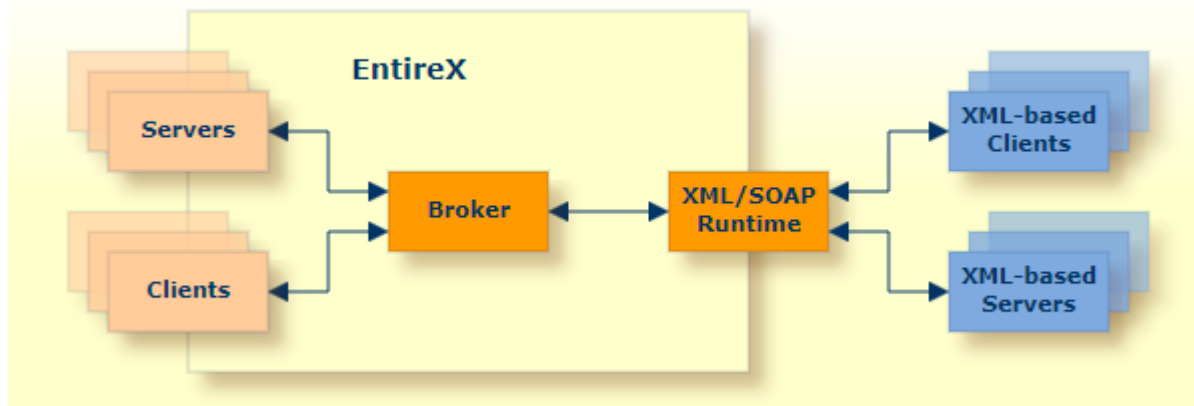 EntireX
Servers
XML-based
Clients
Broker
XML/SOAP
Runtime
Clients
XML-based
Servers